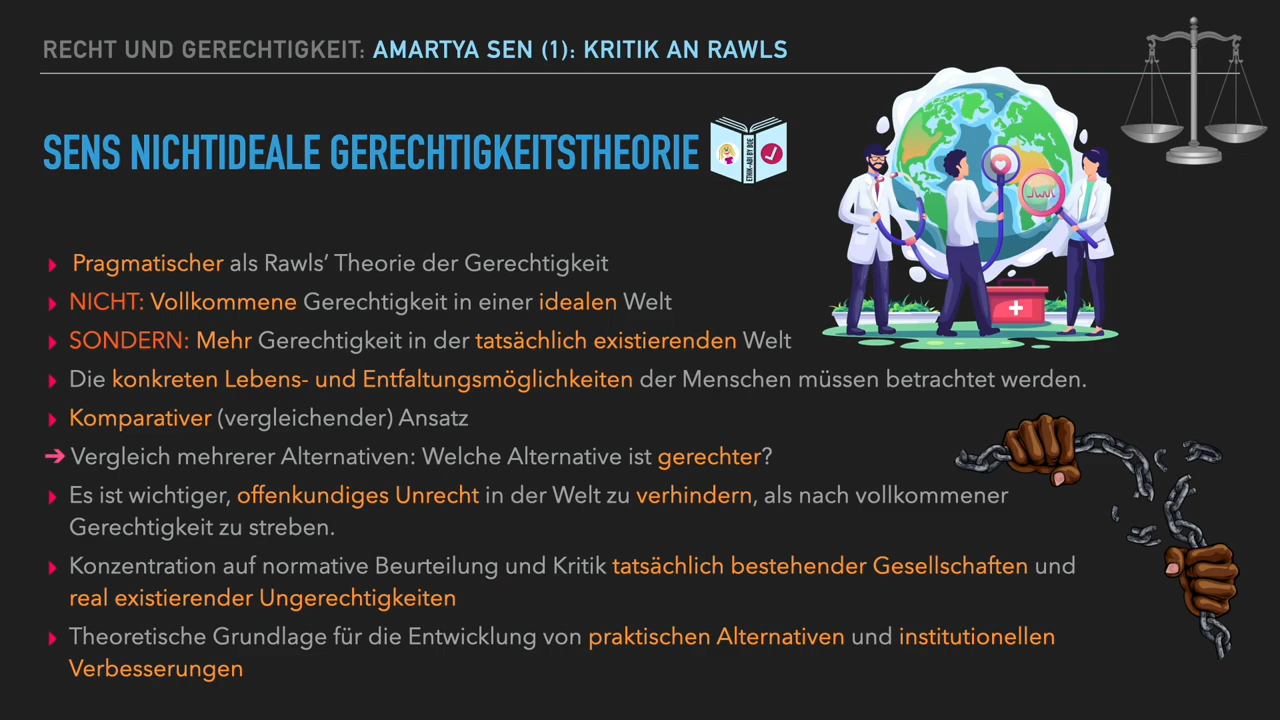 RECHT UND GERECHTIGKEIT: AMARTYA SEN (1): KRITIK AN RAWLS
SENS NICHTIDEALE GERECHTIGKEITSTHEORIE
ETHIK-ABI BY BOE
Pragmatischer als Rawls‘ Theorie der Gerechtigkeit
NICHT: Vollkommene Gerechtigkeit in einer idealen Welt
SONDERN: Mehr Gerechtigkeit in der tatsächlich existierenden Welt
Die konkreten Lebens- und Entfaltungsmöglichkeiten der Menschen müssen betrachtet werden.
Komparativer (vergleichender) Ansatz
➔ Vergleich mehrerer Alternativen: Welche Alternative ist gerechter?
Es ist wichtiger, offenkundiges Unrecht in der Welt zu verhindern, als nach vollkommener
Gerechtigkeit zu streben.
Konzentration auf normative Beurteilung und Kritik tatsächlich bestehender Gesellschaften und
real existierender Ungerechtigkeiten
Theoretische Grundlage für die Entwicklung von praktischen Alternativen und institutionellen
Verbesserungen